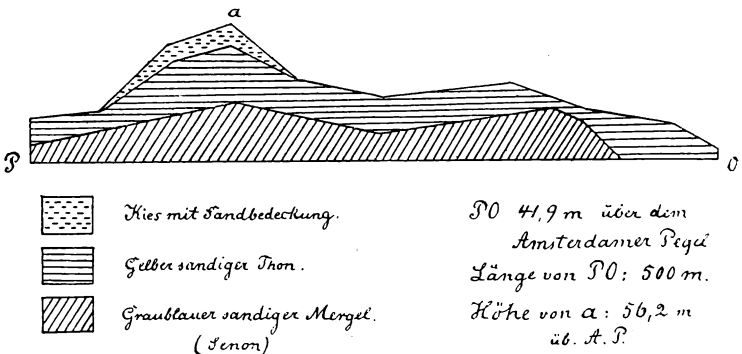 a
P
O
Kies mit Sandbedeckung.
Gelber sandiger Thon.
Graublauer sandiger Mergel.
(Senon)
PO 41,9 m über dem
Amsterdamer Pegel
Länge von PO: 500 m.
Höhe von a: 56,2 m
üb. A. P.